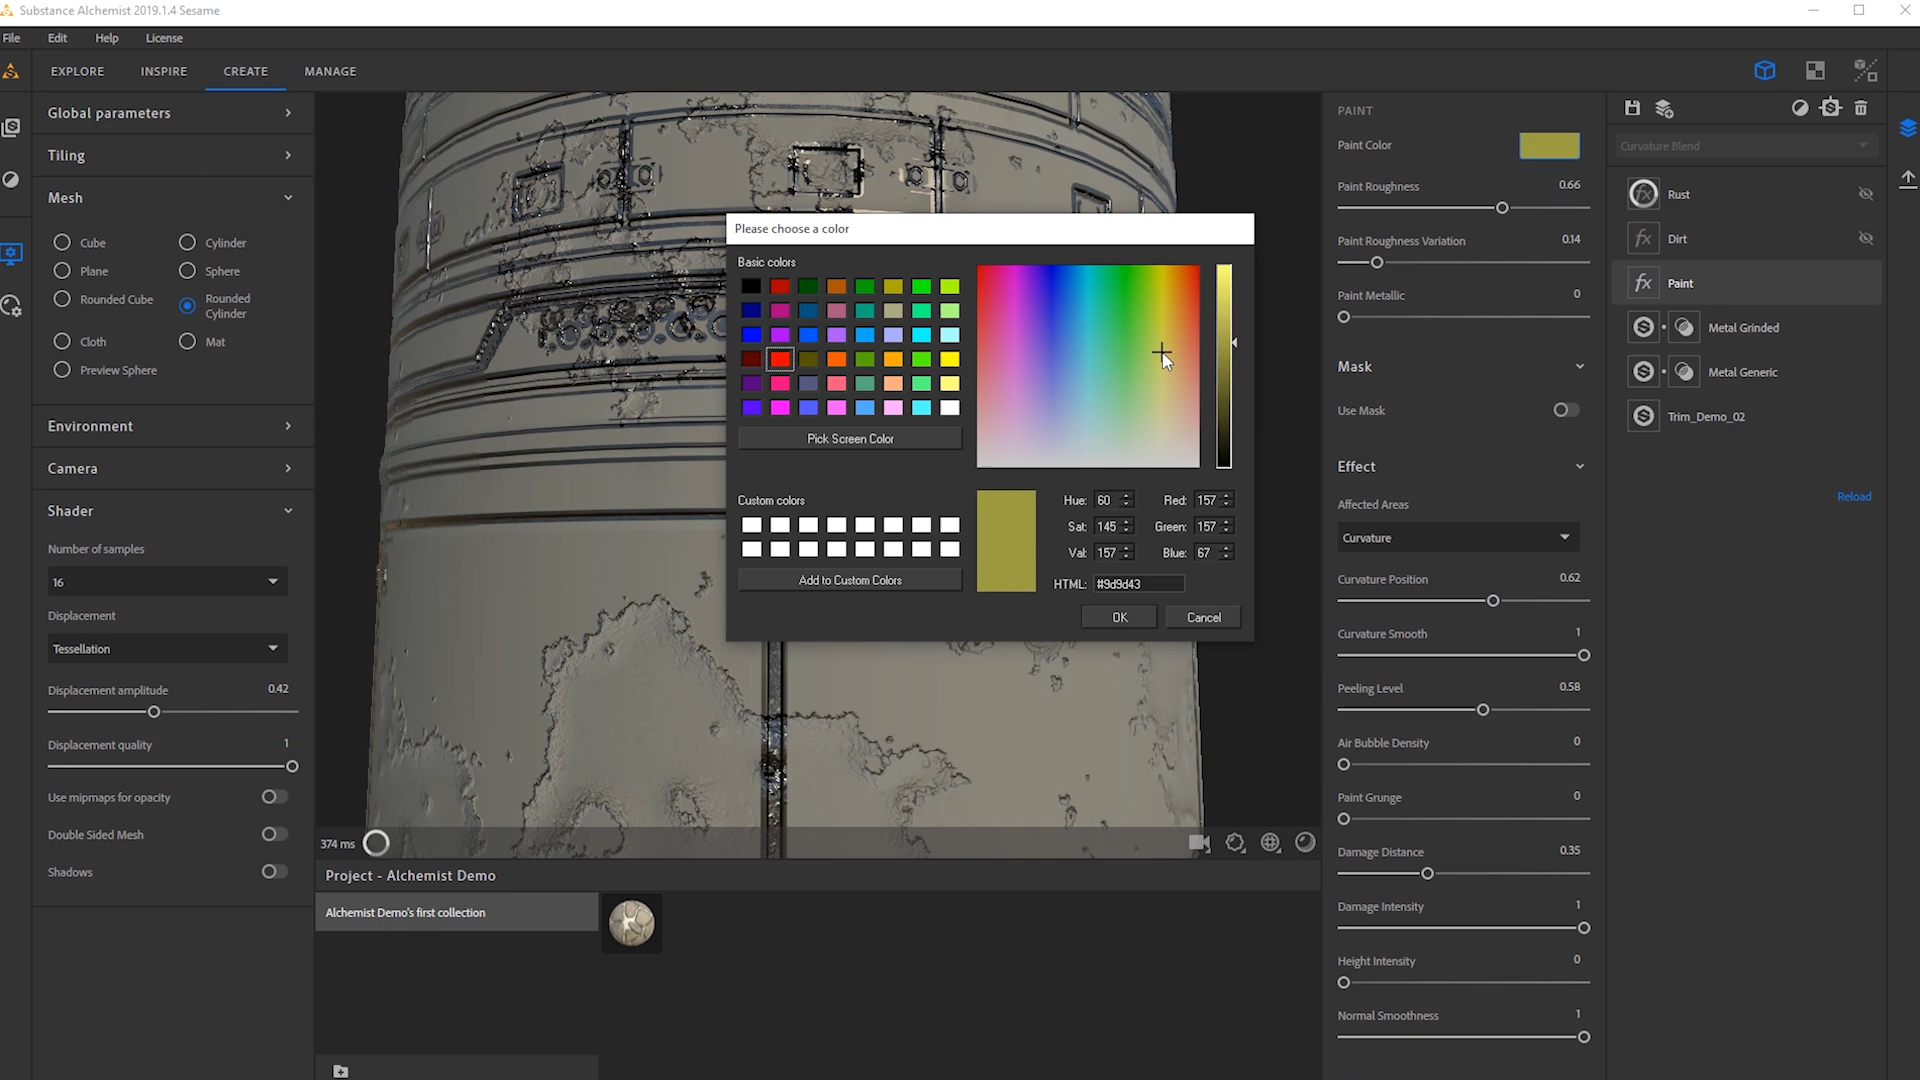 Substance Alchemist 2019.1.4 Sesame
File Edit Help License
EXPLORE INSPIRE CREATE MANAGE
Global parameters
Tiling
Mesh
Cube Cylinder
Plane Sphere
Rounded Cube Rounded
Cylinder
Cloth Mat
Preview Sphere
Environment
Camera
Shader
Number of samples
16
Displacement
Tessellation
Displacement amplitude 0.42
Displacement quality 1
Use mipmaps for opacity
Double Sided Mesh
Shadows
374 ms
Project - Alchemist Demo
Alchemist Demo's first collection
Please choose a color
Basic colors
Pick Screen Color
Custom colors
Add to Custom Colors
Hue: 60 Red: 157
Sat: 145 Green: 157
Val: 157 Blue: 67
HTML: #9d9d43
OK Cancel
PAINT
Paint Color
Paint Roughness 0.66
Paint Roughness Variation 0.14
Paint Metallic 0
Mask
Use Mask
Effect
Affected Areas
Curvature
Curvature Position 0.62
Curvature Smooth 1
Peeling Level 0.58
Air Bubble Density 0
Paint Grunge 0
Damage Distance 0.35
Damage Intensity 1
Height Intensity 0
Normal Smoothness 1
Curvature Blend
fx Rust
fx Dirt
fx Paint
Metal Grinded
Metal Generic
Trim_Demo_02
Reload